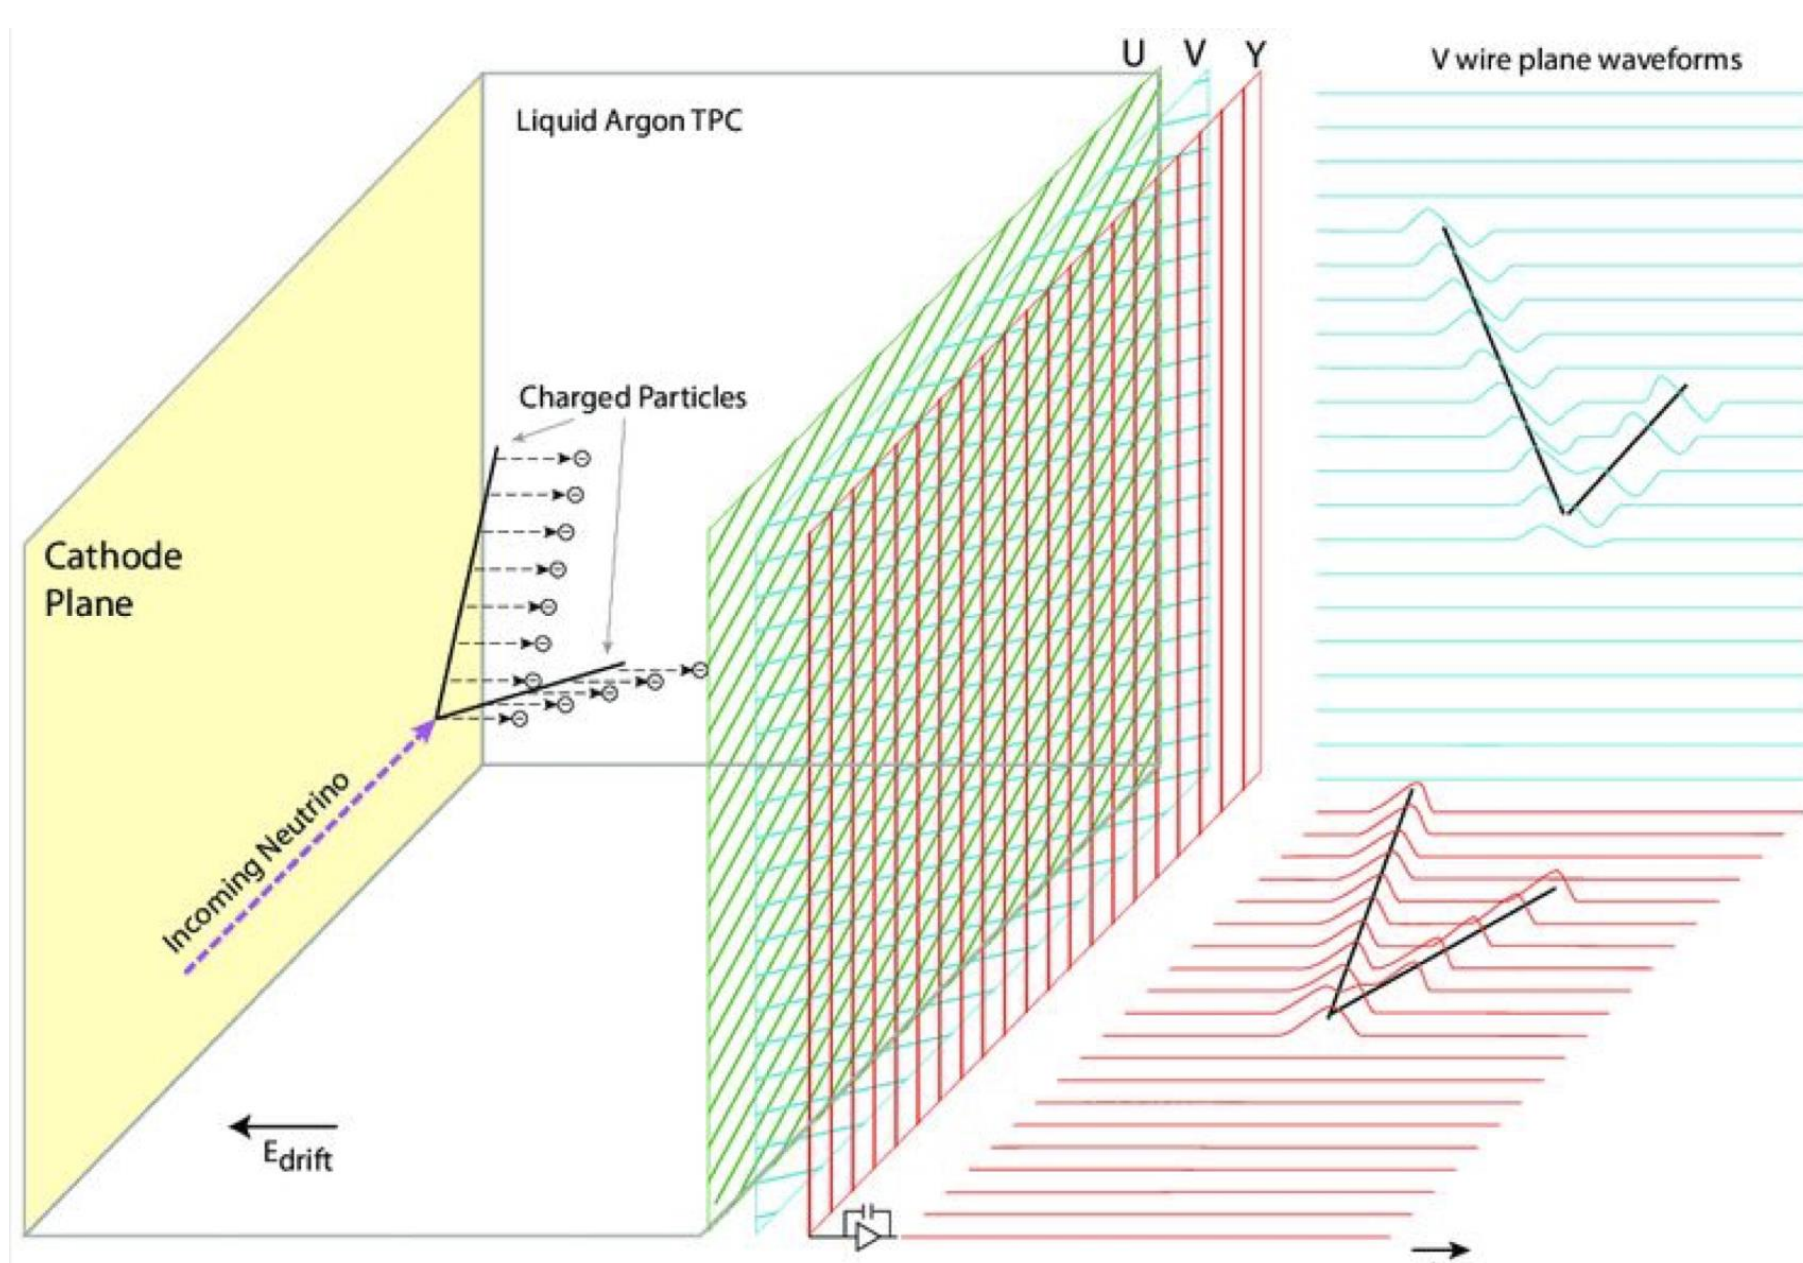 U V Y
V wire plane waveforms
Liquid Argon TPC
Charged Particles
Cathode
Plane
Incoming Neutrino
Edrift